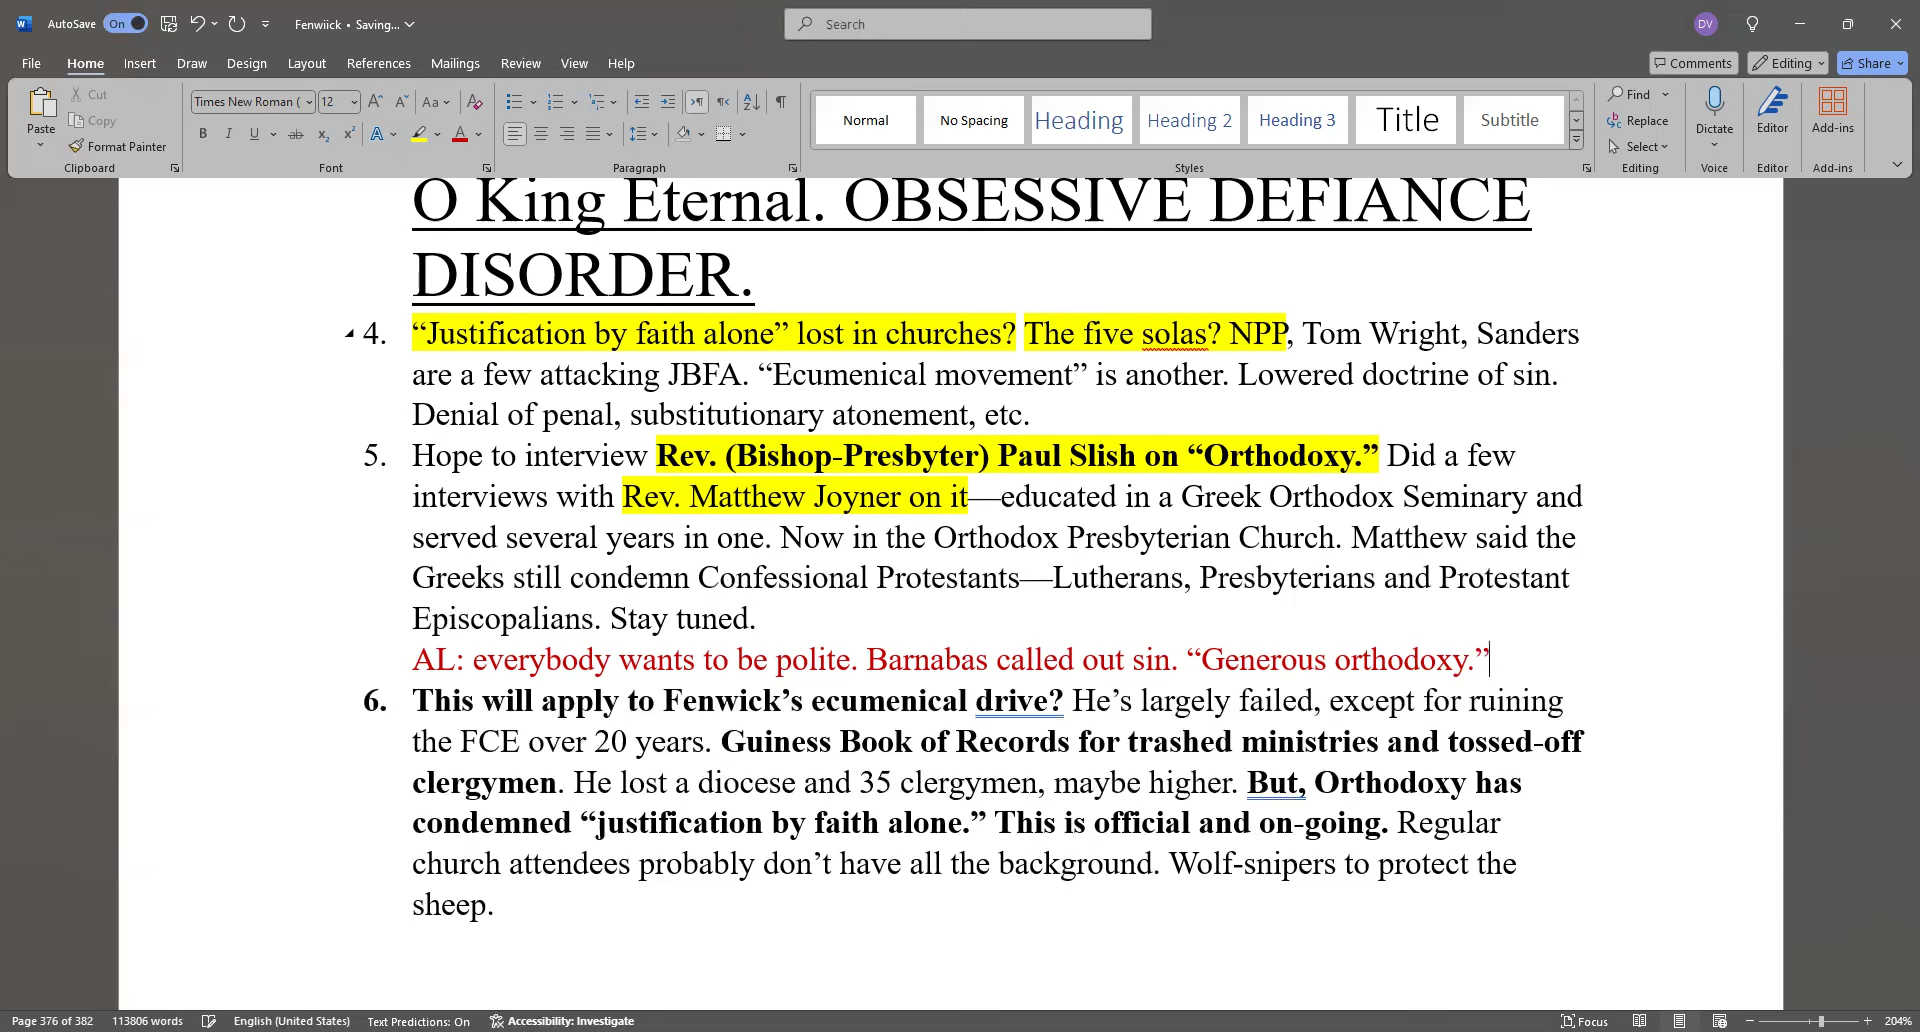 AutoSave On Fenwiick • Saving... Search DV
File Home Insert Draw Design Layout References Mailings Review View Help Comments Editing Share
Paste Cut Copy Format Painter Clipboard
Times New Roman ( 12 Font
Paragraph
Normal No Spacing Heading Heading 2 Heading 3 Title Subtitle Styles
Find Replace Select Editing
Dictate Voice
Editor Editor
Add-ins Add-ins
O King Eternal. OBSESSIVE DEFIANCE
DISORDER.
4. “Justification by faith alone” lost in churches? The five solas? NPP, Tom Wright, Sanders
are a few attacking JBFA. “Ecumenical movement” is another. Lowered doctrine of sin.
Denial of penal, substitutionary atonement, etc.
5. Hope to interview Rev. (Bishop-Presbyter) Paul Slish on “Orthodoxy.” Did a few
interviews with Rev. Matthew Joyner on it—educated in a Greek Orthodox Seminary and
served several years in one. Now in the Orthodox Presbyterian Church. Matthew said the
Greeks still condemn Confessional Protestants—Lutherans, Presbyterians and Protestant
Episcopalians. Stay tuned.
AL: everybody wants to be polite. Barnabas called out sin. “Generous orthodoxy.”
6. This will apply to Fenwick’s ecumenical drive? He’s largely failed, except for ruining
the FCE over 20 years. Guiness Book of Records for trashed ministries and tossed-off
clergymen. He lost a diocese and 35 clergymen, maybe higher. But, Orthodoxy has
condemned “justification by faith alone.” This is official and on-going. Regular
church attendees probably don’t have all the background. Wolf-snipers to protect the
sheep.
Page 376 of 382 113806 words English (United States) Text Predictions: On Accessibility: Investigate Focus 204%